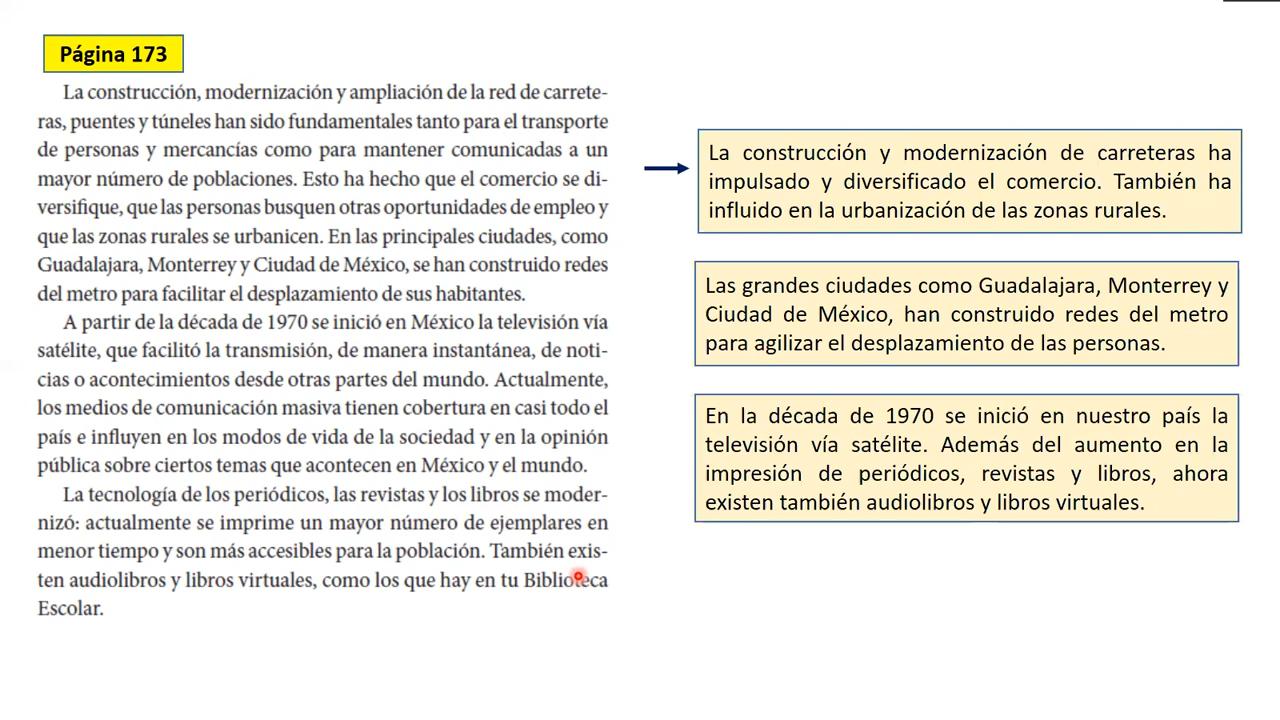 Página 173
La construcción, modernización y ampliación de la red de carrete-
ras, puentes y túneles han sido fundamentales tanto para el transporte
de personas y mercancías como para mantener comunicadas a un
mayor número de poblaciones. Esto ha hecho que el comercio se di-
versifique, que las personas busquen otras oportunidades de empleo y
que las zonas rurales se urbanicen. En las principales ciudades, como
Guadalajara, Monterrey y Ciudad de México, se han construido redes
del metro para facilitar el desplazamiento de sus habitantes.
A partir de la década de 1970 se inició en México la televisión vía
satélite, que facilitó la transmisión, de manera instantánea, de noti-
cias o acontecimientos desde otras partes del mundo. Actualmente,
los medios de comunicación masiva tienen cobertura en casi todo el
país e influyen en los modos de vida de la sociedad y en la opinión
pública sobre ciertos temas que acontecen en México y el mundo.
La tecnología de los periódicos, las revistas y los libros se moder-
nizó: actualmente se imprime un mayor número de ejemplares en
menor tiempo y son más accesibles para la población. También exis-
ten audiolibros y libros virtuales, como los que hay en tu Biblioteca
Escolar.
La construcción y modernización de carreteras ha
impulsado y diversificado el comercio. También ha
influido en la urbanización de las zonas rurales.
Las grandes ciudades como Guadalajara, Monterrey y
Ciudad de México, han construido redes del metro
para agilizar el desplazamiento de las personas.
En la década de 1970 se inició en nuestro país la
televisión vía satélite. Además del aumento en la
impresión de periódicos, revistas y libros, ahora
existen también audiolibros y libros virtuales.